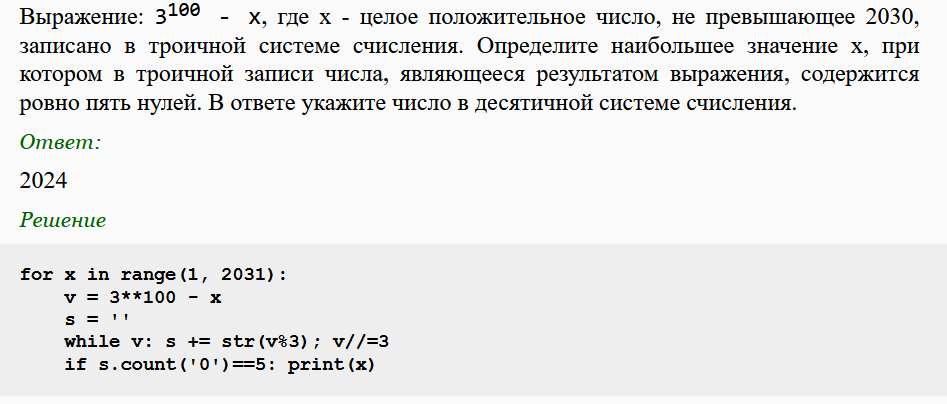 Выражение: 3¹⁰⁰ - x, где x - целое положительное число, не превышающее 2030,
записано в троичной системе счисления. Определите наибольшее значение x, при
котором в троичной записи числа, являющееся результатом выражения, содержится
ровно пять нулей. В ответе укажите число в десятичной системе счисления.
Ответ:
2024
Решение
for x in range(1, 2031):
    v = 3**100 - x
    s = ''
    while v: s += str(v%3); v//=3
    if s.count('0')==5: print(x)